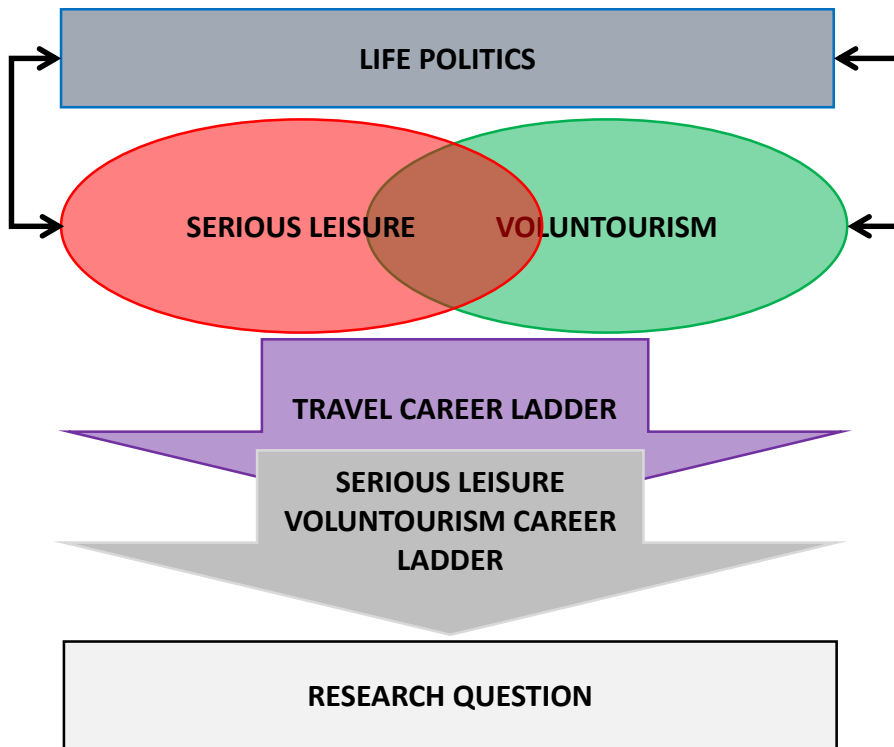 LIFE POLITICS
SERIOUS LEISURE
VOLUNTOURISM
TRAVEL CAREER LADDER
SERIOUS LEISURE
VOLUNTOURISM CAREER
LADDER
RESEARCH QUESTION